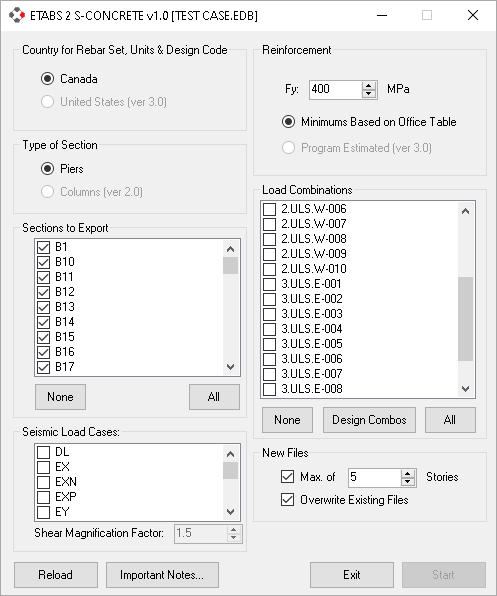 ETABS 2 S-CONCRETE v1.0 [TEST CASE.EDB]
Country for Rebar Set, Units & Design Code
Canada
United States (ver 3.0)
Type of Section
Piers
Columns (ver 2.0)
Sections to Export
B1
B10
B11
B12
B13
B14
B15
B16
B17
None
All
Seismic Load Cases:
DL
EX
EXN
EXP
EY
Shear Magnification Factor: 1.5
Reinforcement
Fy: 400 MPa
Minimums Based on Office Table
Program Estimated (ver 3.0)
Load Combinations
2.ULS.W-006
2.ULS.W-007
2.ULS.W-008
2.ULS.W-009
2.ULS.W-010
3.ULS.E-001
3.ULS.E-002
3.ULS.E-003
3.ULS.E-004
3.ULS.E-005
3.ULS.E-006
3.ULS.E-007
3.ULS.E-008
None
Design Combos
All
New Files
Max. of 5 Stories
Overwrite Existing Files
Reload
Important Notes...
Exit
Start